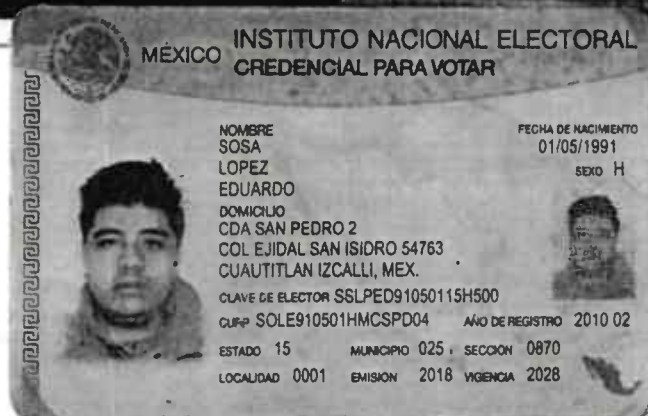 MÉXICO INSTITUTO NACIONAL ELECTORAL
CREDENCIAL PARA VOTAR
NOMBRE
SOSA
LOPEZ
EDUARDO
FECHA DE NACIMIENTO
01/05/1991
SEXO H
DOMICILIO
CDA SAN PEDRO 2
COL EJIDAL SAN ISIDRO 54763
CUAUTITLAN IZCALLI, MEX.
CLAVE DE ELECTOR SSLPED91050115H500
CURP SOLE910501HMCSPD04 AÑO DE REGISTRO 2010 02
ESTADO 15 MUNICIPIO 025 SECCION 0870
LOCALIDAD 0001 EMISION 2018 VIGENCIA 2028